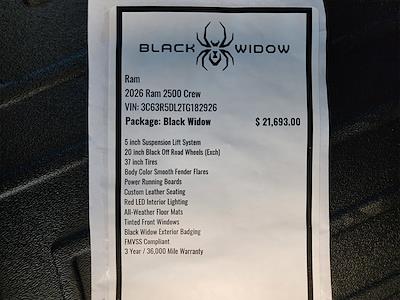 BLACK WIDOW
Ram
2026 Ram 2500 Crew
VIN: 3C63R5DL2TG182926
Package: Black Widow $ 21,693.00
5 inch Suspension Lift System
20 inch Black Off Road Wheels (Exch)
37 inch Tires
Body Color Smooth Fender Flares
Power Running Boards
Custom Leather Seating
Red LED Interior Lighting
All-Weather Floor Mats
Tinted Front Windows
Black Widow Exterior Badging
FMVSS Compliant
3 Year / 36,000 Mile Warranty